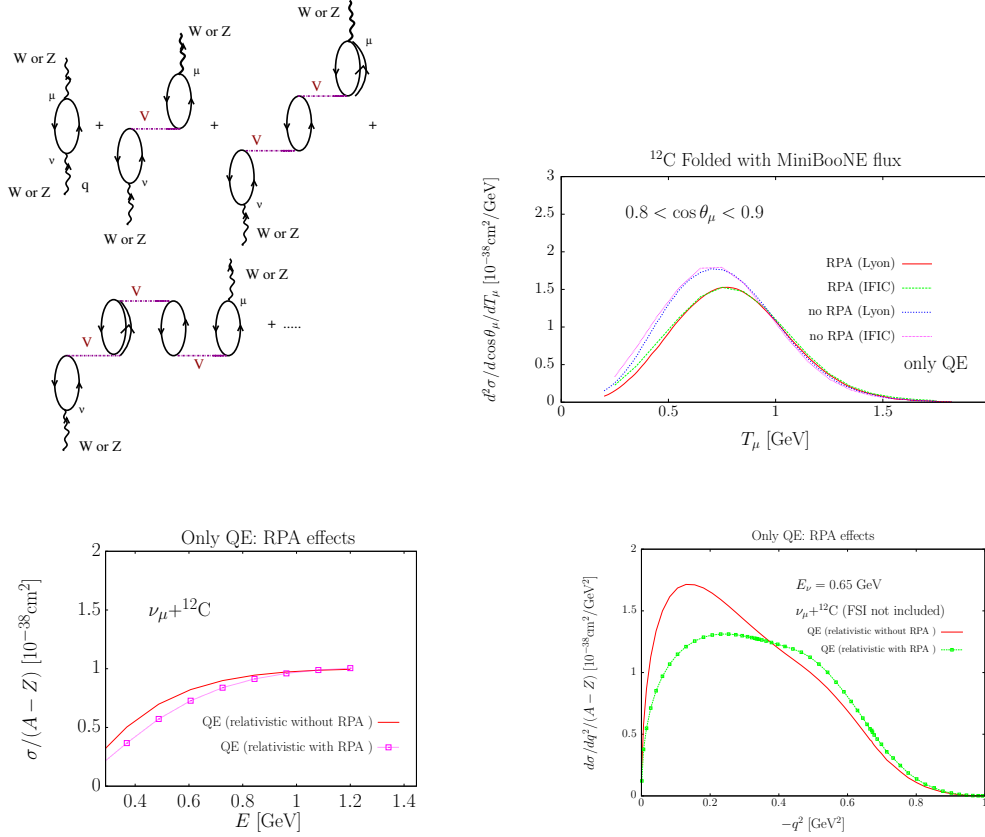 W or Z
W or Z
W or Z
μ
μ
μ
+
V
+
V
+
V
ν
ν
q
W or Z
W or Z
W or Z
W or Z
μ
V
V
+ .....
ν
W or Z
¹²C Folded with MiniBooNE flux
3
2.5
2
1.5
1
0.5
0
0.8 < cos θ_μ < 0.9
RPA (Lyon)
RPA (IFIC)
no RPA (Lyon)
no RPA (IFIC)
only QE
d²σ/d cos θ_μ/dT_μ [10⁻³⁸cm²/GeV]
0 0.5 1 1.5
T_μ [GeV]
Only QE: RPA effects
2
1.5
1
0.5
0
ν_μ+¹²C
QE (relativistic without RPA )
QE (relativistic with RPA )
σ/(A − Z) [10⁻³⁸cm²]
0.4 0.6 0.8 1 1.2 1.4
E [GeV]
Only QE: RPA effects
2
1.5
1
0.5
0
E_ν = 0.65 GeV
ν_μ+¹²C (FSI not included)
QE (relativistic without RPA )
QE (relativistic with RPA )
dσ/dq²/(A − Z) [10⁻³⁸cm²/GeV²]
0 0.2 0.4 0.6 0.8 1
−q² [GeV²]